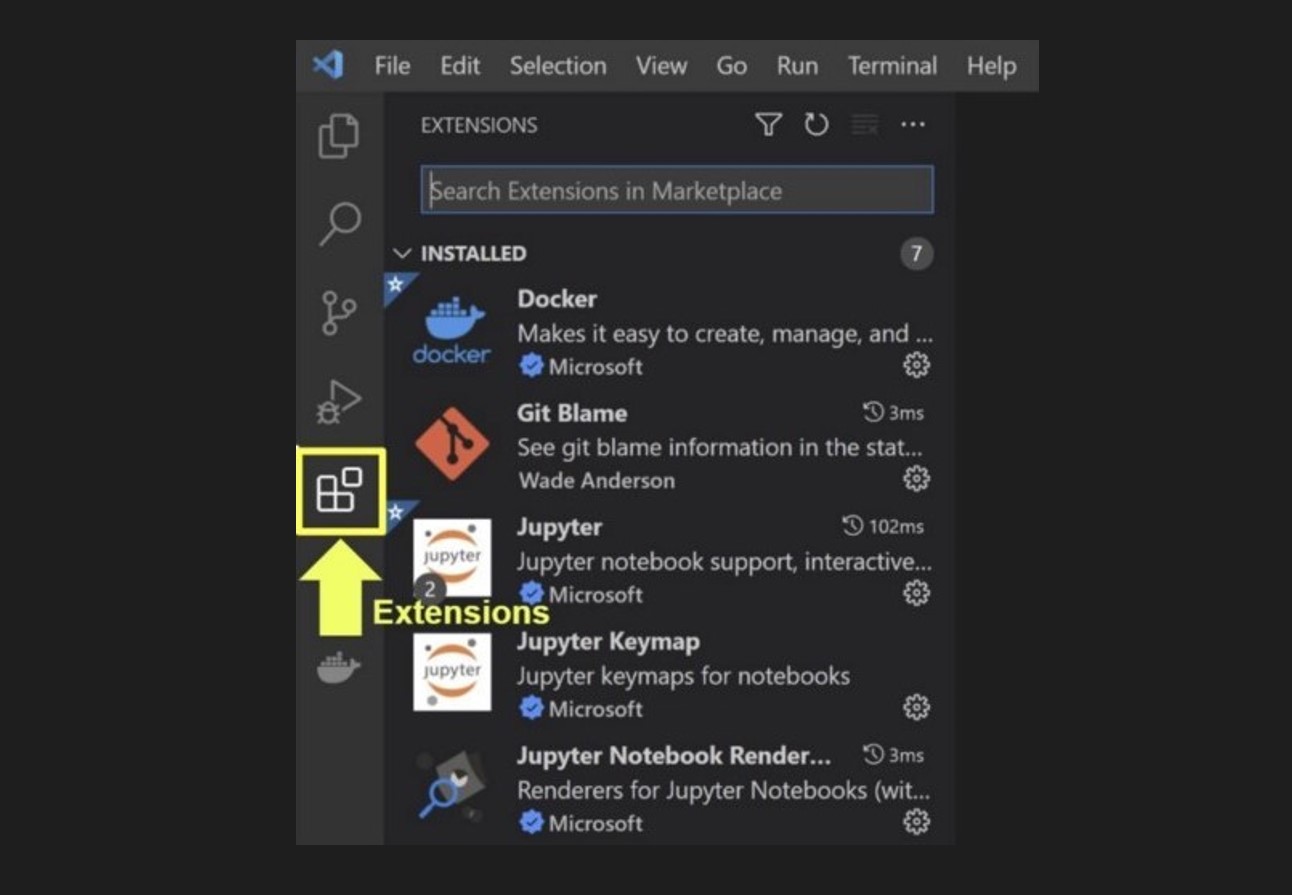 File Edit Selection View Go Run Terminal Help
EXTENSIONS
Search Extensions in Marketplace
INSTALLED 7
Docker
Makes it easy to create, manage, and ...
docker
Microsoft
Git Blame 3ms
See git blame information in the stat...
Wade Anderson
Jupyter 102ms
jupyter
Jupyter notebook support, interactive...
2
Microsoft
Extensions
Jupyter Keymap
jupyter
Jupyter keymaps for notebooks
Microsoft
Jupyter Notebook Render... 3ms
Renderers for Jupyter Notebooks (wit...
Microsoft